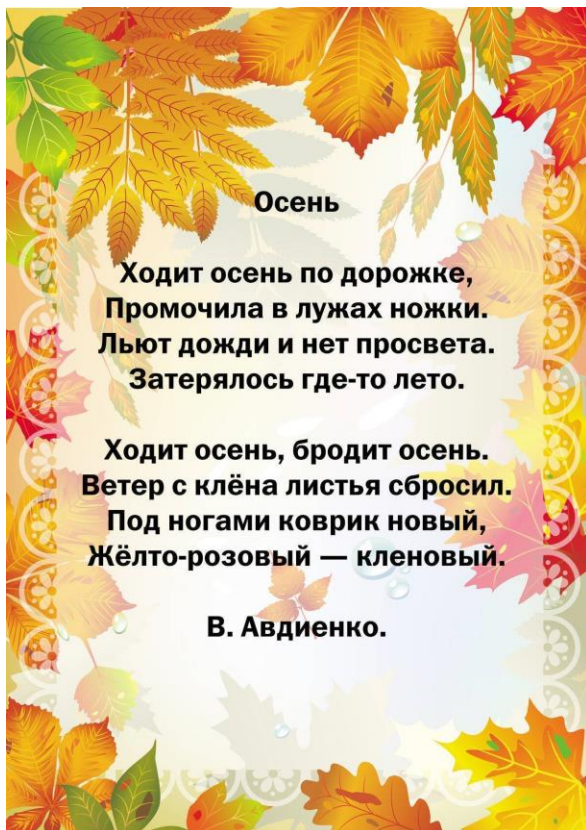 Осень
Ходит осень по дорожке,
Промочила в лужах ножки.
Льют дожди и нет просвета.
Затерялось где-то лето.
Ходит осень, бродит осень.
Ветер с клёна листья сбросил.
Под ногами коврик новый,
Жёлто-розовый — кленовый.
В. Авдиенко.